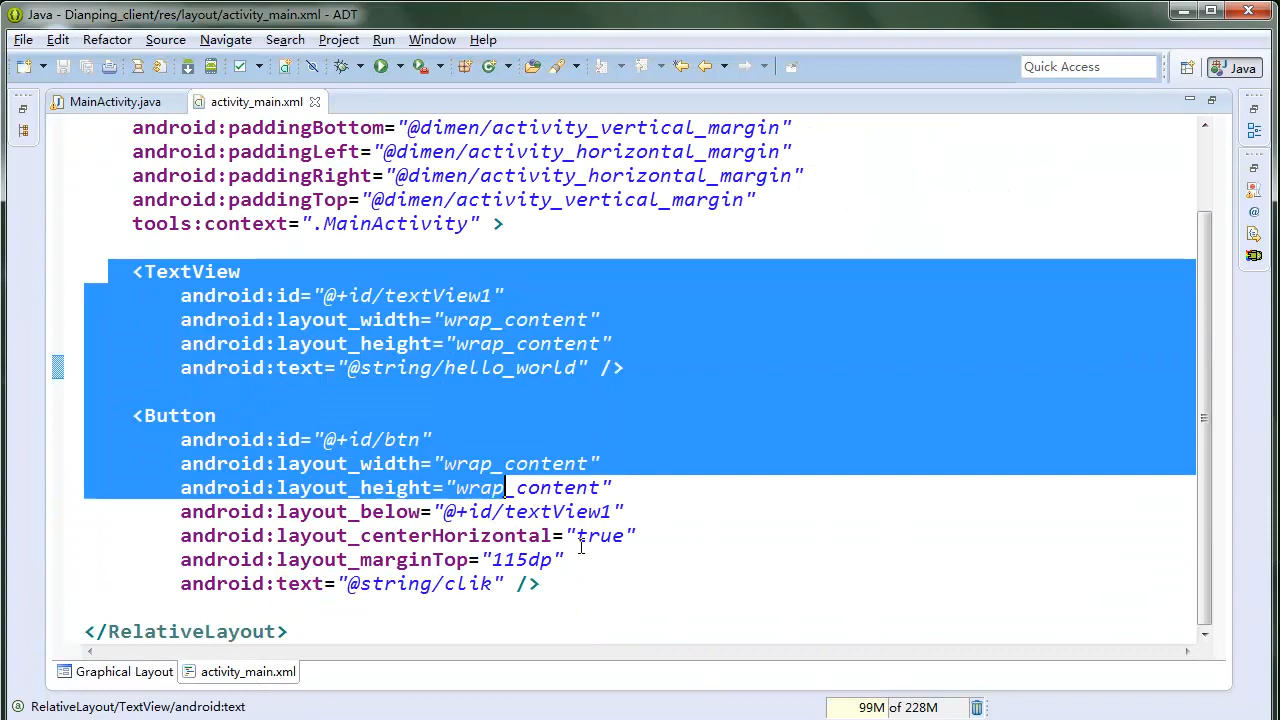 Java - Dianping_client/res/layout/activity_main.xml - ADT
File Edit Refactor Source Navigate Search Project Run Window Help
Quick Access
Java
MainActivity.java
activity_main.xml
android:paddingBottom="@dimen/activity_vertical_margin"
android:paddingLeft="@dimen/activity_horizontal_margin"
android:paddingRight="@dimen/activity_horizontal_margin"
android:paddingTop="@dimen/activity_vertical_margin"
tools:context=".MainActivity" >
<TextView
android:id="@+id/textView1"
android:layout_width="wrap_content"
android:layout_height="wrap_content"
android:text="@string/hello_world" />
<Button
android:id="@+id/btn"
android:layout_width="wrap_content"
android:layout_height="wrap_content"
android:layout_below="@+id/textView1"
android:layout_centerHorizontal="true"
android:layout_marginTop="115dp"
android:text="@string/clik" />
</RelativeLayout>
Graphical Layout
activity_main.xml
RelativeLayout/TextView/android:text
99M of 228M